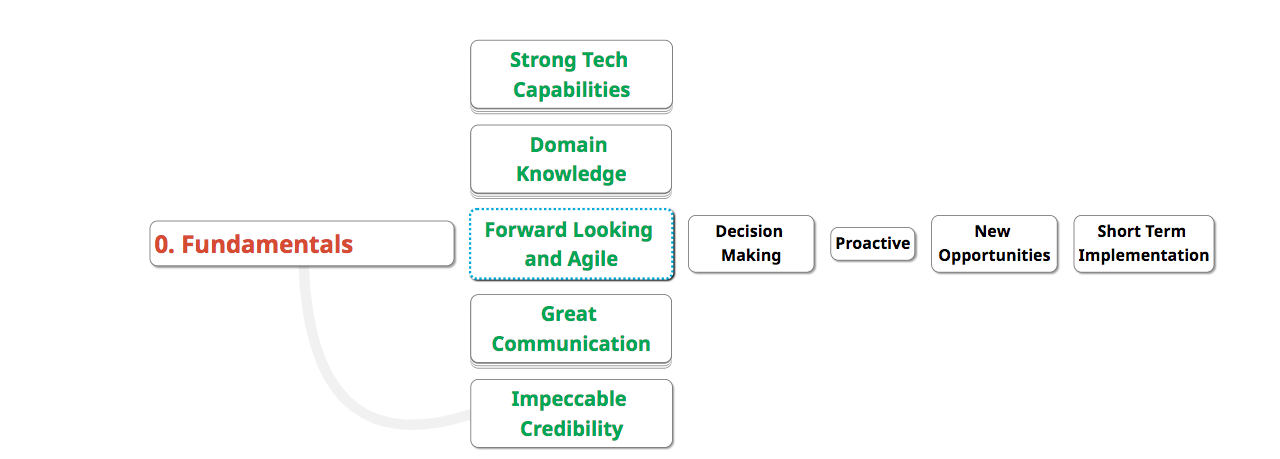 Strong Tech
Capabilities
Domain
Knowledge
0. Fundamentals
Forward Looking
and Agile
Decision
Making
Proactive
New
Opportunities
Short Term
Implementation
Great
Communication
Impeccable
Credibility